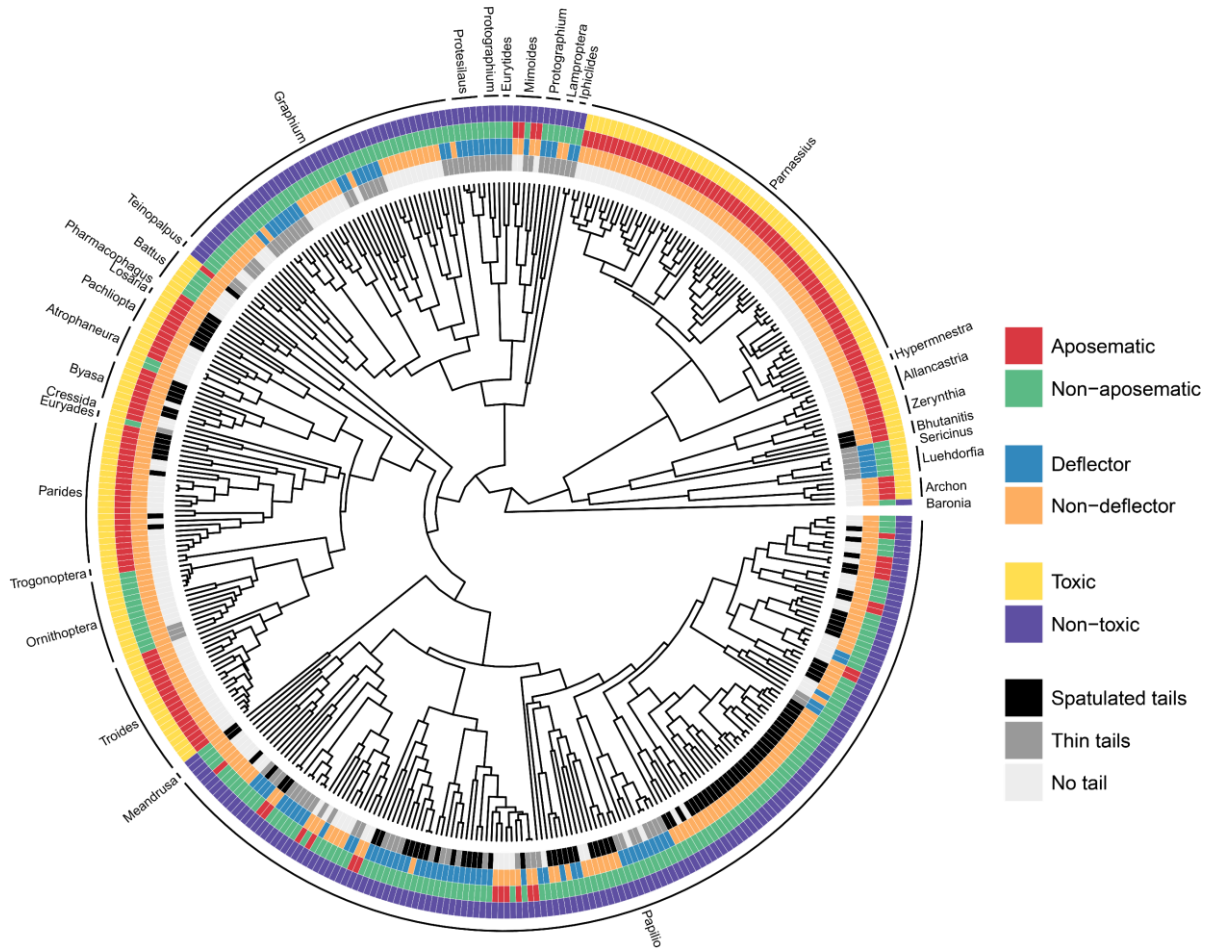 Graphium
Protesilaus
Protographium
Eurytides
Mimoides
Protographium
Lamproptera
Iphiclides
Parnassius
Hypermnestra
Allancastria
Zerynthia
Bhutanitis
Sericinus
Luehdorfia
Archon
Baronia
Papilio
Meandrusa
Troides
Ornithoptera
Trogonoptera
Parides
Euryades
Cressida
Byasa
Atrophaneura
Pachliopta
Losaria
Pharmacophagus
Battus
Teinopalpus
Aposematic
Non-aposematic
Deflector
Non-deflector
Toxic
Non-toxic
Spatulated tails
Thin tails
No tail